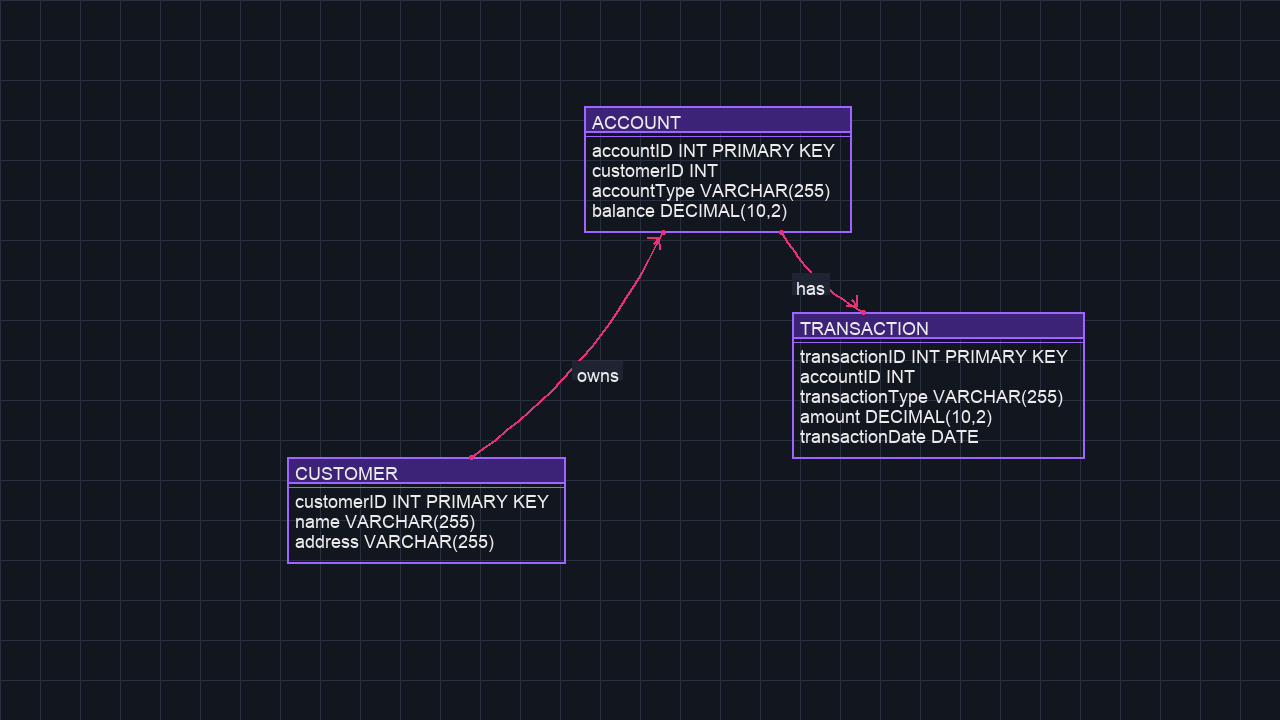 ACCOUNT
accountID INT PRIMARY KEY
customerID INT
accountType VARCHAR(255)
balance DECIMAL(10,2)
has
TRANSACTION
transactionID INT PRIMARY KEY
accountID INT
transactionType VARCHAR(255)
amount DECIMAL(10,2)
transactionDate DATE
owns
CUSTOMER
customerID INT PRIMARY KEY
name VARCHAR(255)
address VARCHAR(255)